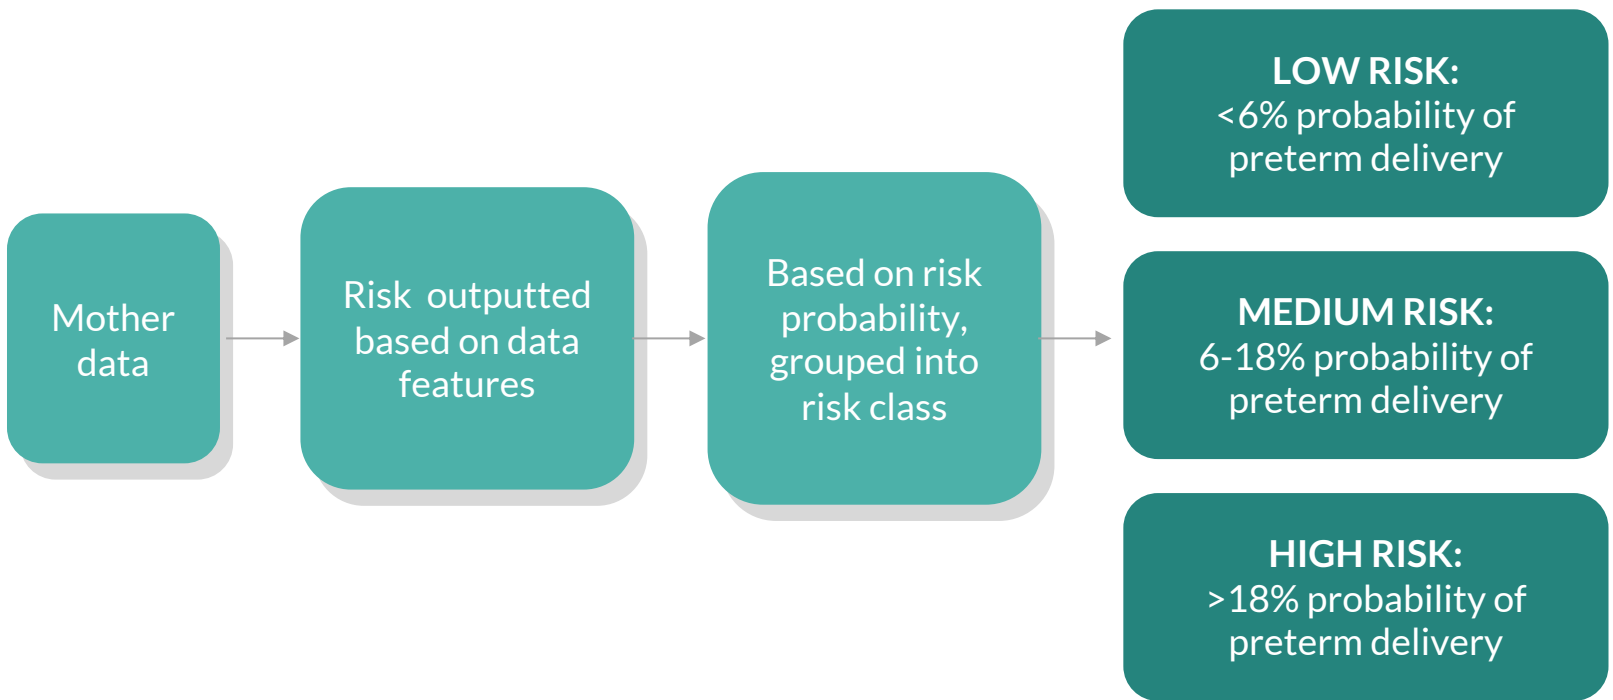 Mother
data
Risk outputted
based on data
features
Based on risk
probability,
grouped into
risk class
LOW RISK:
<6% probability of
preterm delivery
MEDIUM RISK:
6-18% probability of
preterm delivery
HIGH RISK:
>18% probability of
preterm delivery